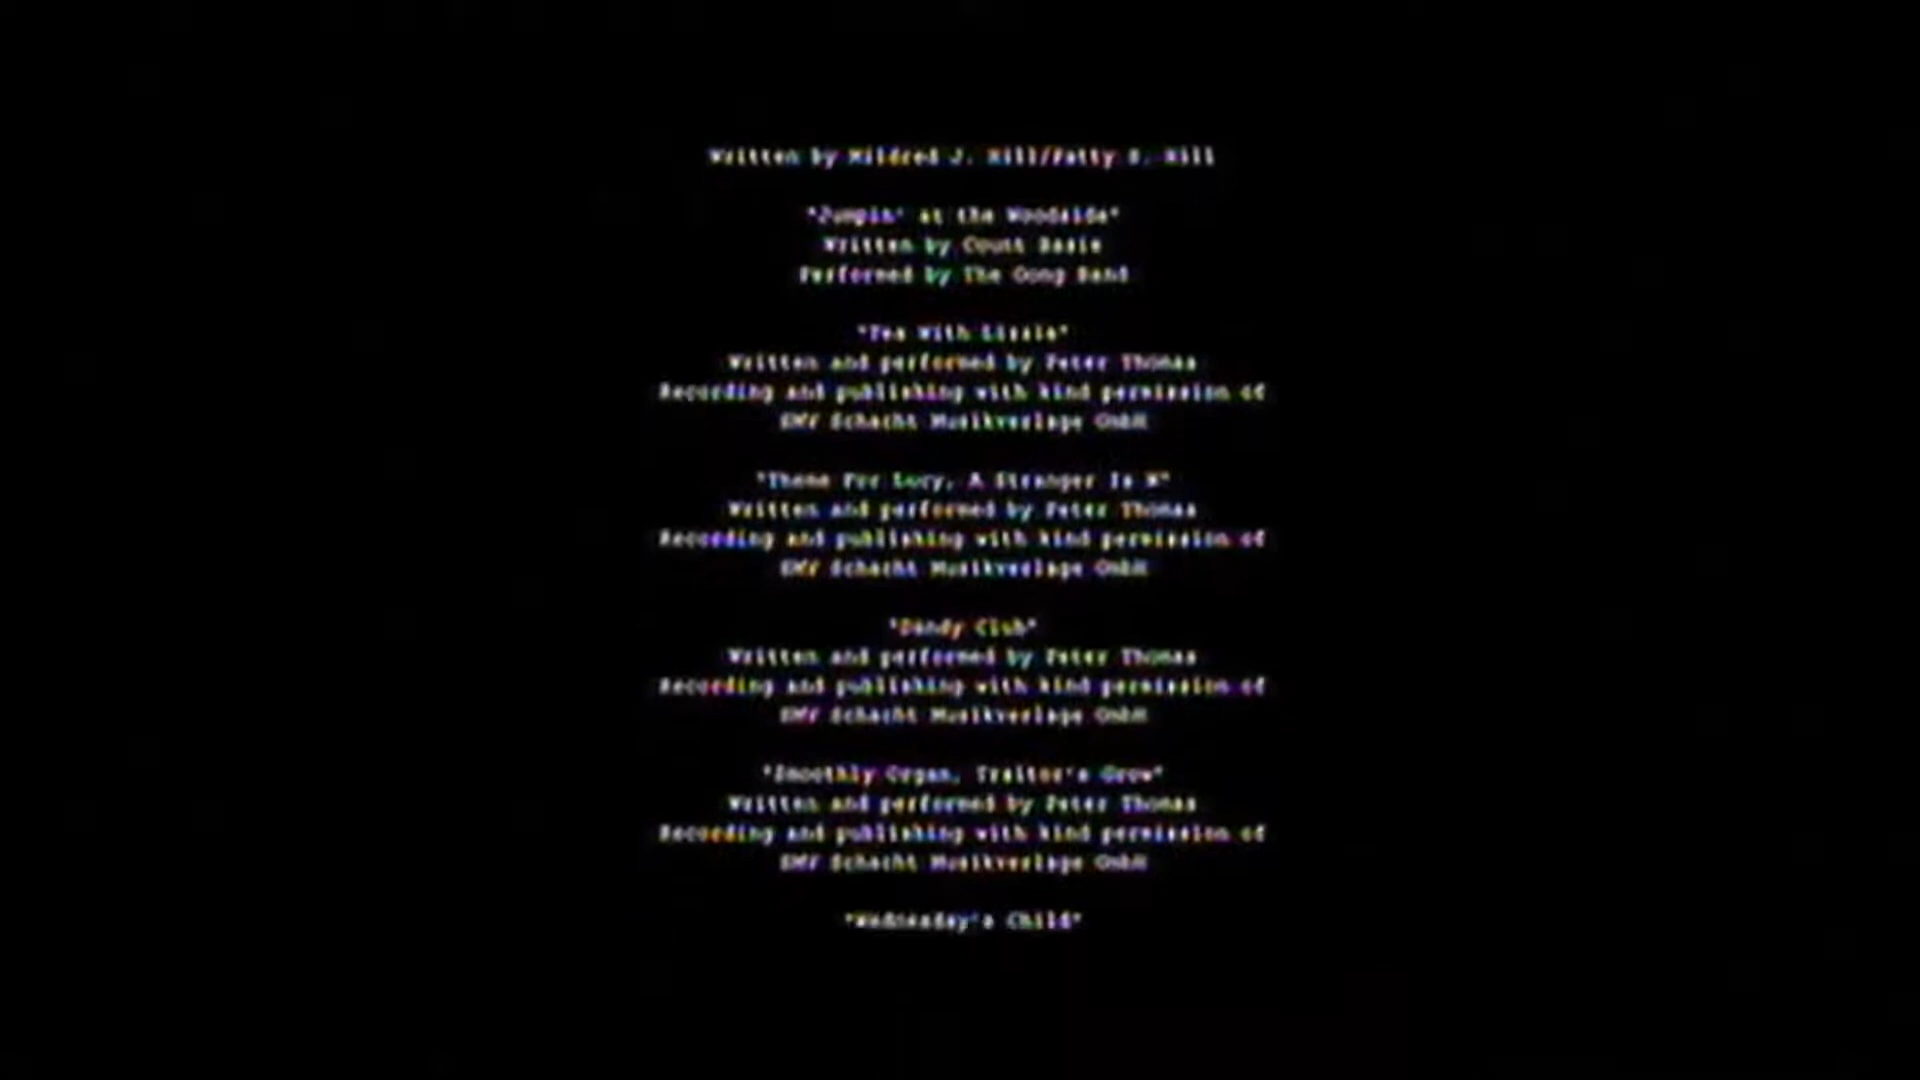 Written by Mildred J. Hill/Patty S. Hill
"Jumpin' at the Woodside"
Written by Count Basie
Performed by The Gong Band
"Tea With Lizzie"
Written and performed by Peter Thomas
Recording and publishing with kind permission of
SMV Schacht Musikverlage GmbH
"Theme For Lucy, A Stranger Is"
Written and performed by Peter Thomas
Recording and publishing with kind permission of
SMV Schacht Musikverlage GmbH
"Dandy Club"
Written and performed by Peter Thomas
Recording and publishing with kind permission of
SMV Schacht Musikverlage GmbH
"Smoothly Organ, Traitor's Grow"
Written and performed by Peter Thomas
Recording and publishing with kind permission of
SMV Schacht Musikverlage GmbH
"Wednesday's Child"